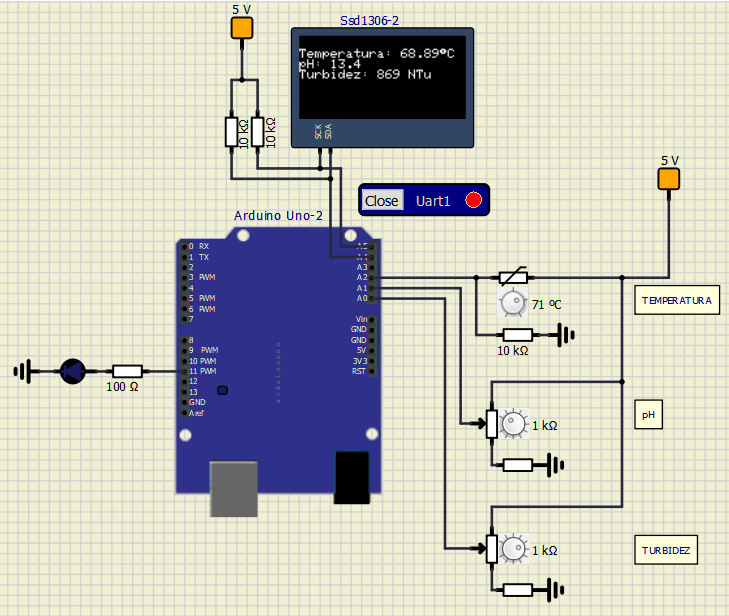 5 V
Ssd1306-2
Temperatura: 68.89ºC
pH: 13.4
Turbidez: 869 NTu
10 kΩ
10 kΩ
SCK
SDA
5 V
Close
Uart1
Arduino Uno-2
0 RX
1 TX
2
3 PWM
4
5 PWM
6 PWM
7
8
9 PWM
10 PWM
11 PWM
12
13
GND
Aref
A5
A4
A3
A2
A1
A0
Vin
GND
GND
5V
3V3
RST
arduinouno
100 Ω
71 ºC
10 kΩ
TEMPERATURA
1 kΩ
pH
1 kΩ
TURBIDEZ